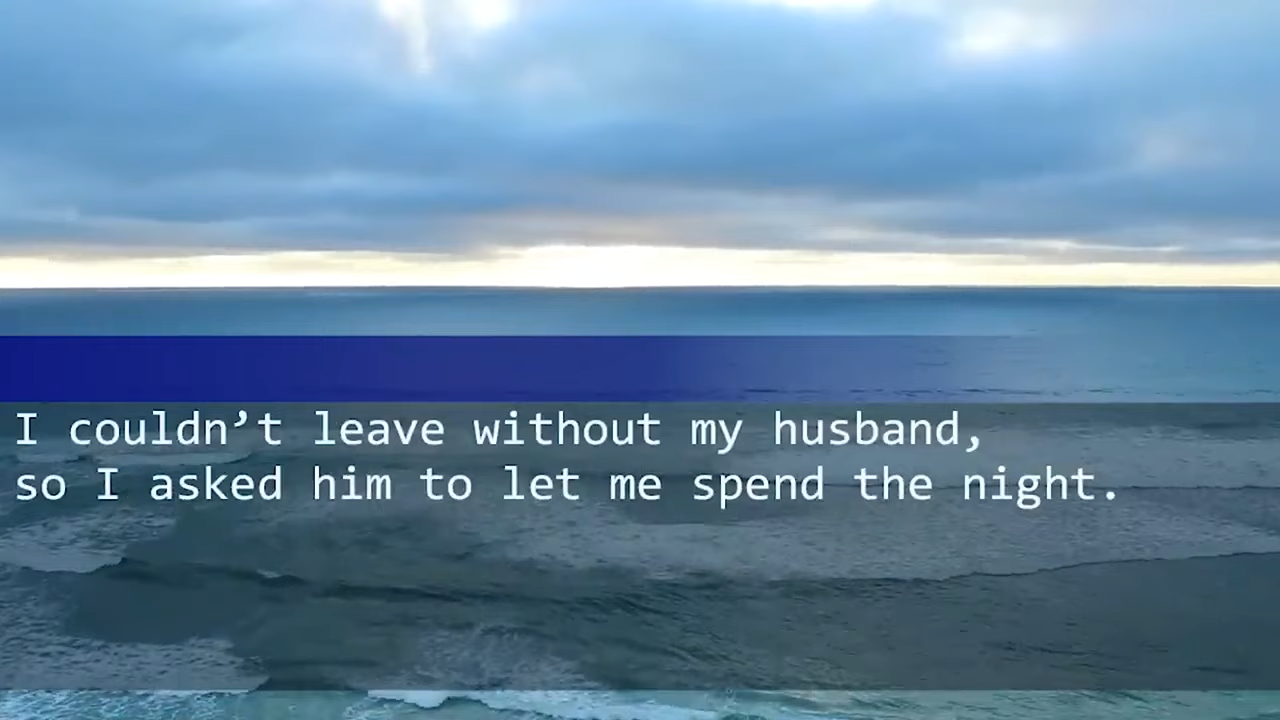 I couldn’t leave without my husband,
so I asked him to let me spend the night.